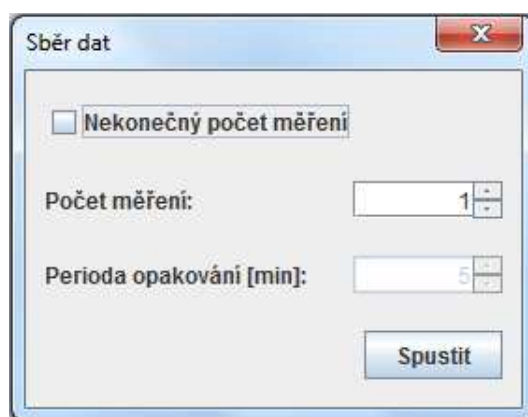 Sběr dat
Nekonečný počet měření
Počet měření: 1
Perioda opakování [min]: 5
Spustit